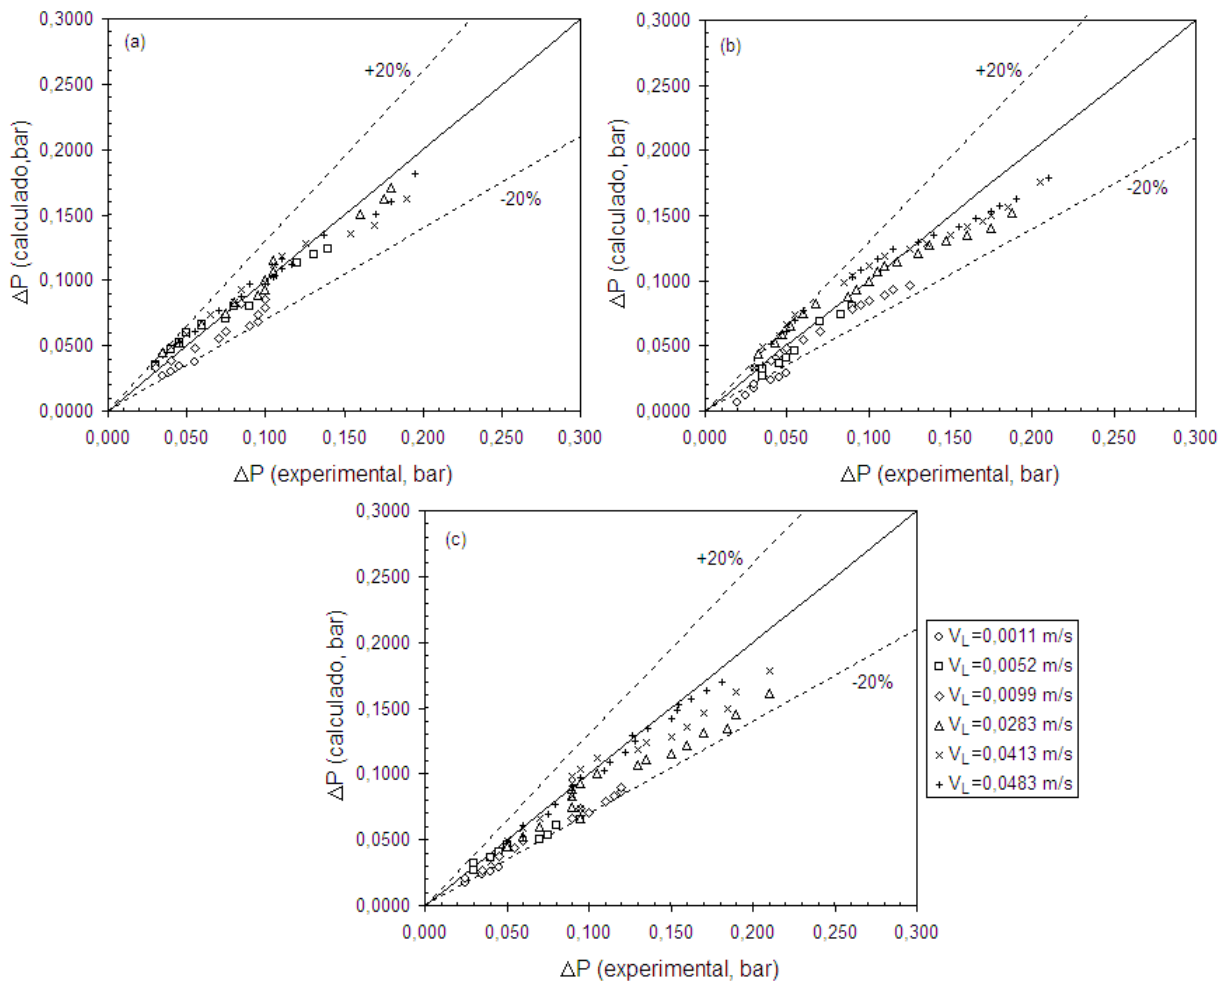 (a)
0,3000
0,2500
0,2000
0,1500
0,1000
0,0500
0,0000
ΔP (calculado,bar)
+20%
-20%
0,000 0,050 0,100 0,150 0,200 0,250 0,300
ΔP (experimental, bar)
(b)
0,3000
0,2500
0,2000
0,1500
0,1000
0,0500
0,0000
ΔP (calculado, bar)
+20%
-20%
0,000 0,050 0,100 0,150 0,200 0,250 0,300
ΔP (experimental, bar)
(c)
0,3000
0,2500
0,2000
0,1500
0,1000
0,0500
0,0000
ΔP (calculado, bar)
+20%
-20%
0,000 0,050 0,100 0,150 0,200 0,250 0,300
ΔP (experimental, bar)
V_L=0,0011 m/s
V_L=0,0052 m/s
V_L=0,0099 m/s
V_L=0,0283 m/s
V_L=0,0413 m/s
V_L=0,0483 m/s